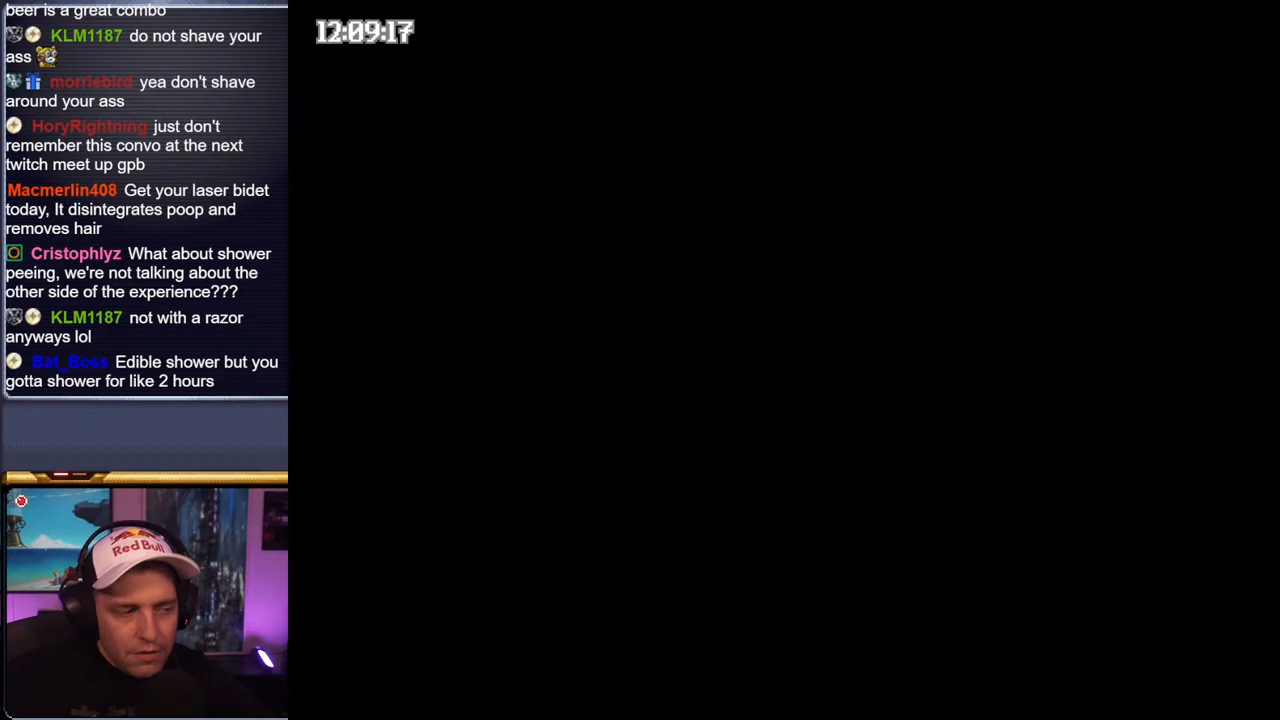 beer is a great combo
KLM1187 do not shave your
ass
morriebird yea don't shave
around your ass
HoryRightning just don't
remember this convo at the next
twitch meet up gpb
Macmerlin408 Get your laser bidet
today, It disintegrates poop and
removes hair
Cristophlyz What about shower
peeing, we're not talking about the
other side of the experience???
KLM1187 not with a razor
anyways lol
Bat_Boss Edible shower but you
gotta shower for like 2 hours
12:09:17
Red Bull